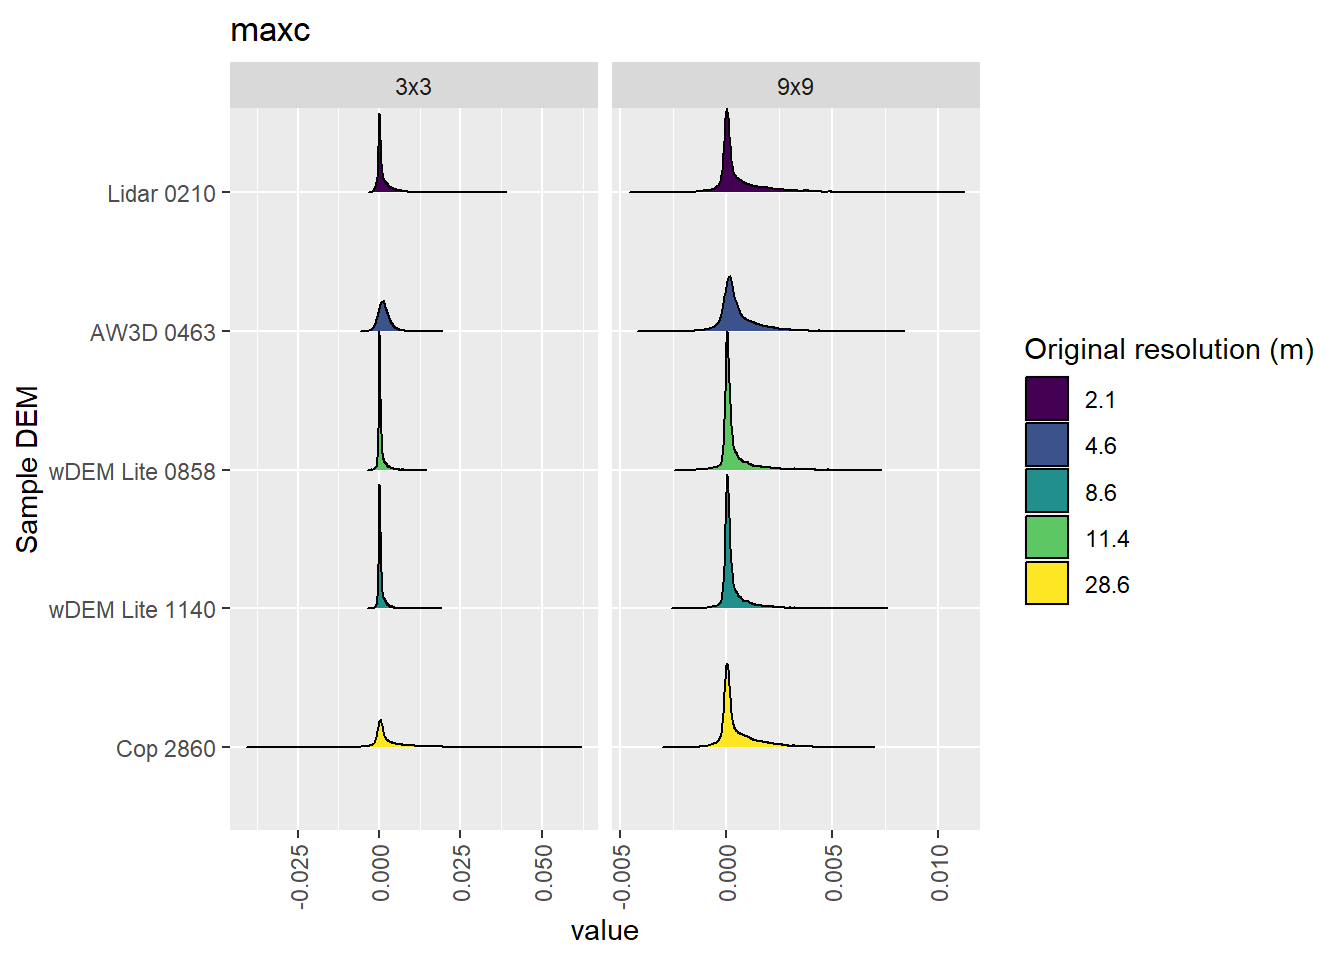 maxc
3x3
9x9
Lidar 0210
AW3D 0463
wDEM Lite 0858
wDEM Lite 1140
Cop 2860
Sample DEM
-0.025
0.000
0.025
0.050
-0.005
0.000
0.005
0.010
value
Original resolution (m)
2.1
4.6
8.6
11.4
28.6